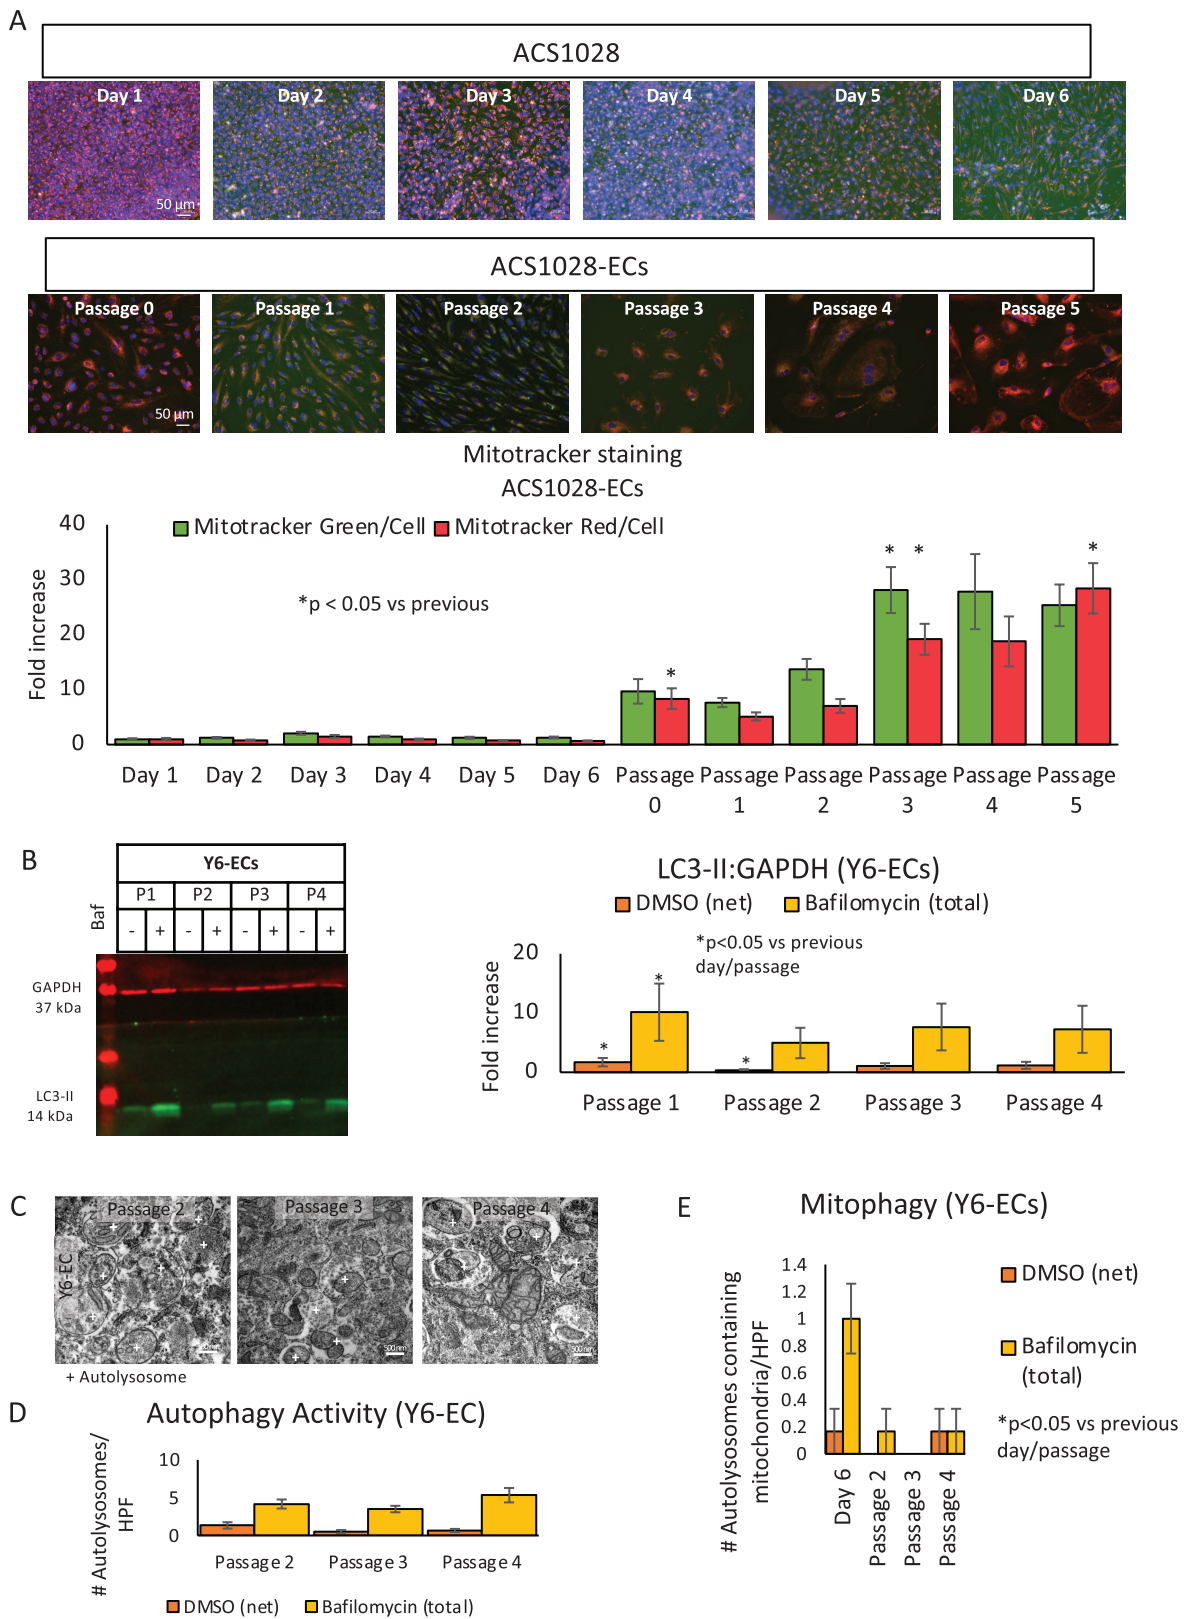 A
ACS1028
Day 1
Day 2
Day 3
Day 4
Day 5
Day 6
50 µm
ACS1028-ECs
Passage 0
Passage 1
Passage 2
Passage 3
Passage 4
Passage 5
50 µm
Mitotracker staining
ACS1028-ECs
Mitotracker Green/Cell
Mitotracker Red/Cell
*p < 0.05 vs previous
Fold increase
40
30
20
10
0
* * * *
Day 1
Day 2
Day 3
Day 4
Day 5
Day 6
Passage 0
Passage 1
Passage 2
Passage 3
Passage 4
Passage 5
B
Y6-ECs
P1 P2 P3 P4
Baf
- + - + - + - +
GAPDH
37 kDa
LC3-II
14 kDa
LC3-II:GAPDH (Y6-ECs)
DMSO (net)
Bafilomycin (total)
*p<0.05 vs previous
day/passage
Fold increase
20
10
0
* * *
Passage 1
Passage 2
Passage 3
Passage 4
C
Passage 2
Passage 3
Passage 4
Y6-EC
+ + + + + + +
500 nm
500 nm
+ Autolysosome
D
Autophagy Activity (Y6-EC)
# Autolysosomes/
HPF
10
5
0
Passage 2
Passage 3
Passage 4
DMSO (net)
Bafilomycin (total)
E
Mitophagy (Y6-ECs)
# Autolysosomes containing
mitochondria/HPF
1.4
1.2
1
0.8
0.6
0.4
0.2
0
Day 6
Passage 2
Passage 3
Passage 4
DMSO (net)
Bafilomycin
(total)
*p<0.05 vs previous
day/passage